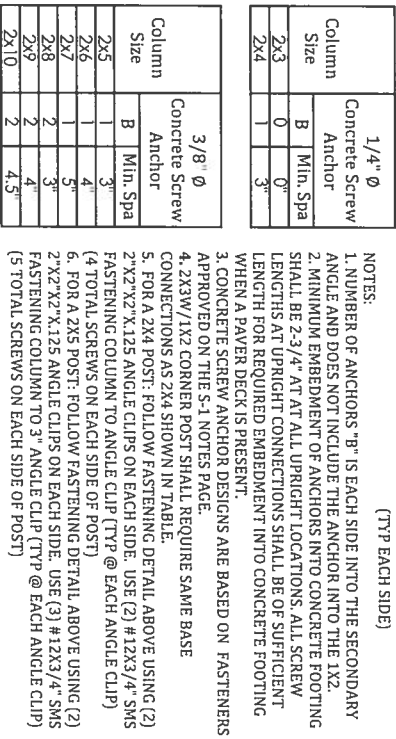 (TYP EACH SIDE)
1/4" Ø
Column Size
Concrete Screw Anchor
B Min. Spa
2x3 0 0"
2x4 1 3"
3/8" Ø
Column Size
Concrete Screw Anchor
B Min. Spa
2x5 1 3"
2x6 1 4"
2x7 1 5"
2x8 2 3"
2x9 2 4"
2x10 2 4.5"
NOTES:
1. NUMBER OF ANCHORS "B" IS EACH SIDE INTO THE SECONDARY
ANGLE AND DOES NOT INCLUDE THE ANCHOR INTO THE 1X2.
2. MINIMUM EMBEDMENT OF ANCHORS INTO CONCRETE FOOTING
SHALL BE 2-3/4" AT AT ALL UPRIGHT LOCATIONS. ALL SCREW
LENGTHS AT UPRIGHT CONNECTIONS SHALL BE OF SUFFICIENT
LENGTH FOR REQUIRED EMBEDMENT INTO CONCRETE FOOTING
WHEN A PAVER DECK IS PRESENT.
3. CONCRETE SCREW ANCHOR DESIGNS ARE BASED ON FASTENERS
APPROVED ON THE S-1 NOTES PAGE.
4. 2X3W/1X2 CORNER POST SHALL REQUIRE SAME BASE
CONNECTIONS AS 2X4 SHOWN IN TABLE.
5. FOR A 2X4 POST: FOLLOW FASTENING DETAIL ABOVE USING (2)
2"X2"X2"X.125 ANGLE CLIPS ON EACH SIDE. USE (2) #12X3/4" SMS
FASTENING COLUMN TO ANGLE CLIP (TYP @ EACH ANGLE CLIP)
(4 TOTAL SCREWS ON EACH SIDE OF POST)
6. FOR A 2X5 POST: FOLLOW FASTENING DETAIL ABOVE USING (2)
2"X2"X2"X.125 ANGLE CLIPS ON EACH SIDE. USE (3) #12X3/4" SMS
FASTENING COLUMN TO 3" ANGLE CLIP (TYP @ EACH ANGLE CLIP)
(5 TOTAL SCREWS ON EACH SIDE OF POST)